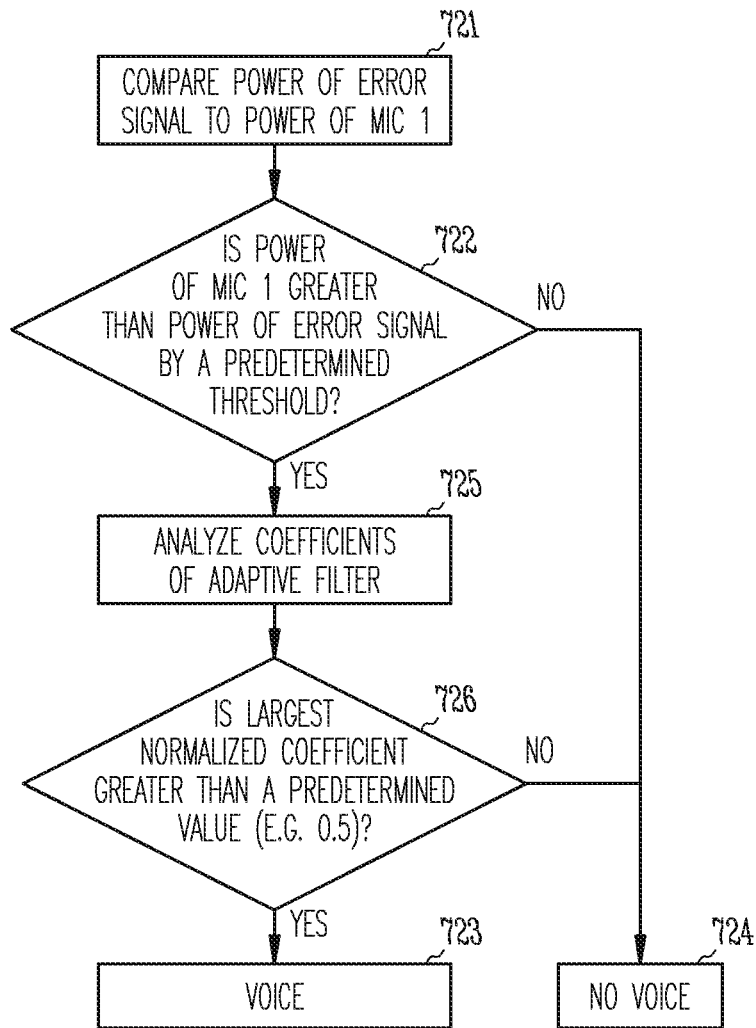 721
COMPARE POWER OF ERROR
SIGNAL TO POWER OF MIC 1
722
IS POWER
OF MIC 1 GREATER
THAN POWER OF ERROR SIGNAL
BY A PREDETERMINED
THRESHOLD?
NO
YES
725
ANALYZE COEFFICIENTS
OF ADAPTIVE FILTER
726
IS LARGEST
NORMALIZED COEFFICIENT
GREATER THAN A PREDETERMINED
VALUE (E.G. 0.5)?
NO
YES
723
VOICE
724
NO VOICE